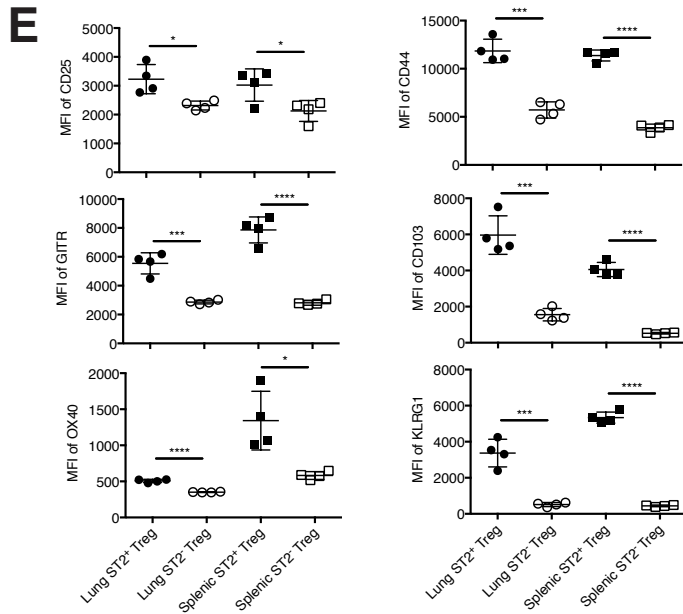 E
MFI of CD25
5000
4000
3000
2000
1000
0
*
*
MFI of CD44
15000
10000
5000
0
***
****
MFI of GITR
10000
8000
6000
4000
2000
0
***
****
MFI of CD103
8000
6000
4000
2000
0
***
****
MFI of OX40
2000
1500
1000
500
0
****
*
MFI of KLRG1
8000
6000
4000
2000
0
***
****
Lung ST2⁺ Treg
Lung ST2⁻ Treg
Splenic ST2⁺ Treg
Splenic ST2⁻ Treg
Lung ST2⁺ Treg
Lung ST2⁻ Treg
Splenic ST2⁺ Treg
Splenic ST2⁻ Treg